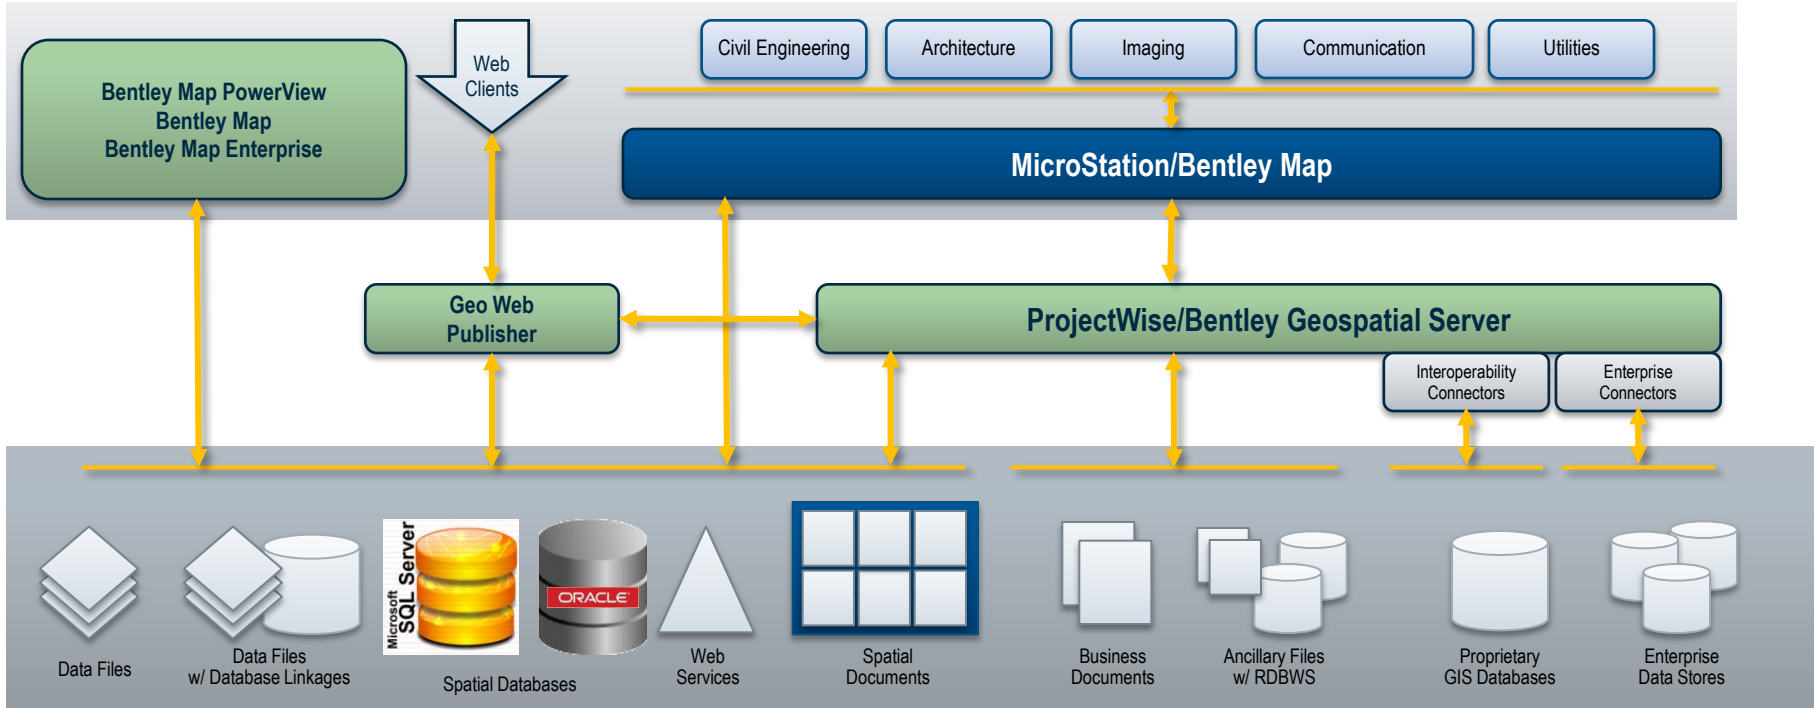 Bentley Map PowerView
Bentley Map
Bentley Map Enterprise
Web
Clients
Civil Engineering
Architecture
Imaging
Communication
Utilities
MicroStation/Bentley Map
Geo Web
Publisher
ProjectWise/Bentley Geospatial Server
Interoperability
Connectors
Enterprise
Connectors
Microsoft
SQL Server
ORACLE
Data Files
Data Files
w/ Database Linkages
Spatial Databases
Web
Services
Spatial
Documents
Business
Documents
Ancillary Files
w/ RDBWS
Proprietary
GIS Databases
Enterprise
Data Stores